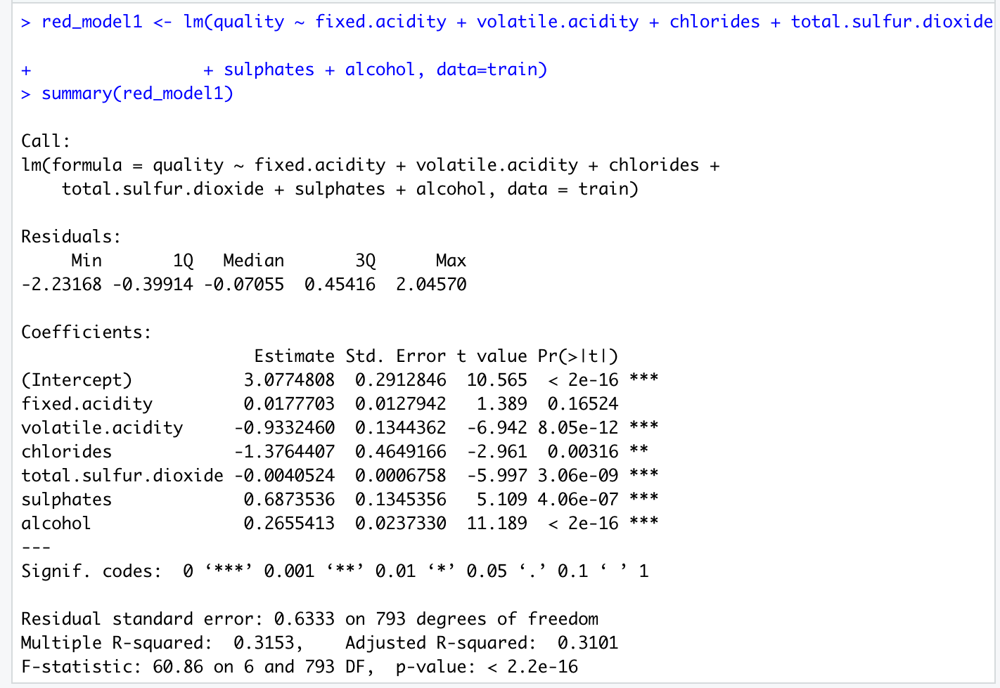 > red_model1 <- lm(quality ~ fixed.acidity + volatile.acidity + chlorides + total.sulfur.dioxide
+                 + sulphates + alcohol, data=train)
> summary(red_model1)
Call:
lm(formula = quality ~ fixed.acidity + volatile.acidity + chlorides +
    total.sulfur.dioxide + sulphates + alcohol, data = train)
Residuals:
     Min       1Q   Median       3Q      Max
-2.23168 -0.39914 -0.07055  0.45416  2.04570
Coefficients:
                       Estimate Std. Error t value Pr(>|t|)
(Intercept)           3.0774808  0.2912846  10.565  < 2e-16 ***
fixed.acidity         0.0177703  0.0127942   1.389  0.16524
volatile.acidity     -0.9332460  0.1344362  -6.942 8.05e-12 ***
chlorides            -1.3764407  0.4649166  -2.961  0.00316 **
total.sulfur.dioxide -0.0040524  0.0006758  -5.997 3.06e-09 ***
sulphates             0.6873536  0.1345356   5.109 4.06e-07 ***
alcohol               0.2655413  0.0237330  11.189  < 2e-16 ***
---
Signif. codes:  0 ‘***’ 0.001 ‘**’ 0.01 ‘*’ 0.05 ‘.’ 0.1 ‘ ’ 1
Residual standard error: 0.6333 on 793 degrees of freedom
Multiple R-squared:  0.3153,    Adjusted R-squared:  0.3101
F-statistic: 60.86 on 6 and 793 DF,  p-value: < 2.2e-16